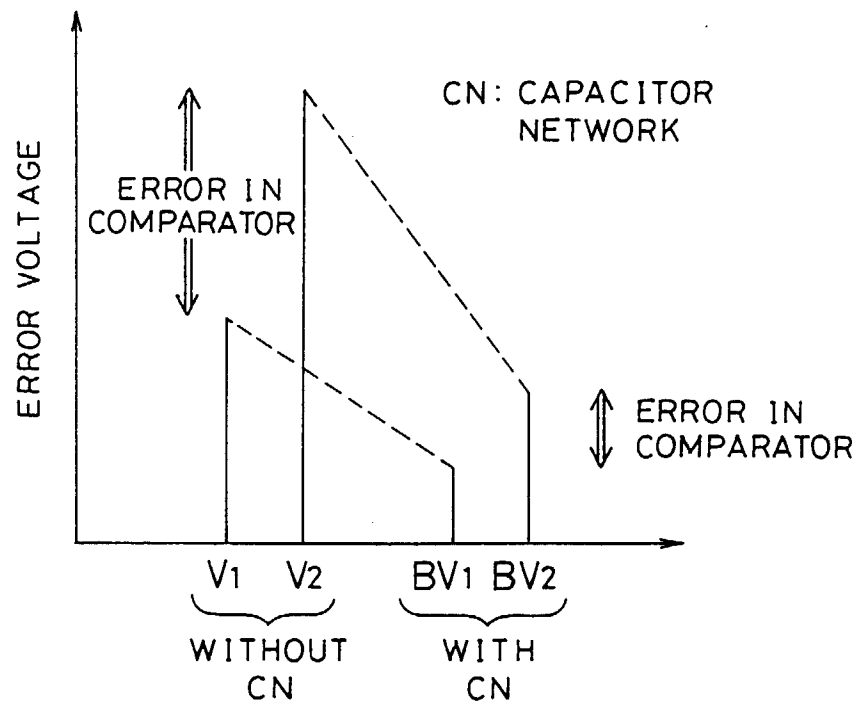 CN: CAPACITOR
NETWORK
ERROR VOLTAGE
ERROR IN
COMPARATOR
ERROR IN
COMPARATOR
V1 V2 BV1 BV2
WITHOUT
CN
WITH
CN